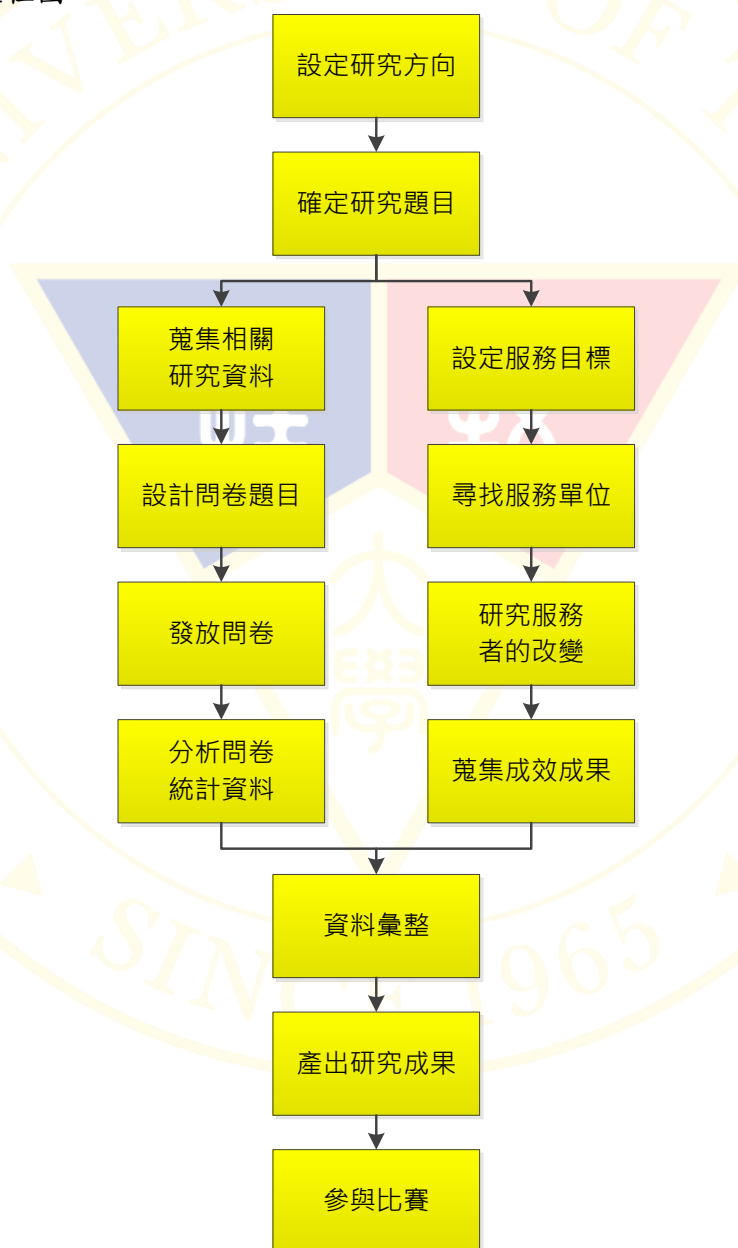 設定研究方向
確定研究題目
蒐集相關
研究資料
設計問卷題目
發放問卷
分析問卷
統計資料
設定服務目標
尋找服務單位
研究服務
者的改變
蒐集成效成果
資料彙整
產出研究成果
參與比賽
大
學
SINCE 1965